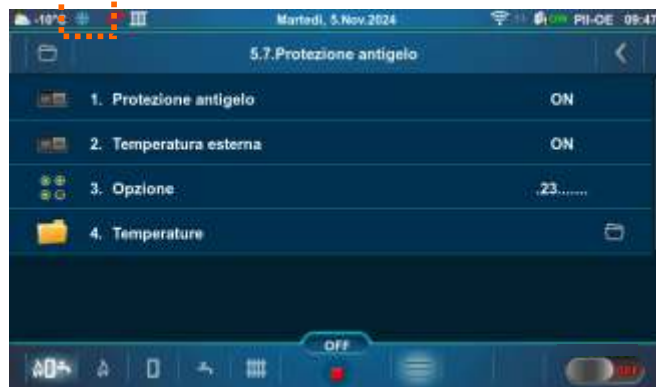 -10°C Martedì, 5.Nov.2024 PII-OE 09:47
5.7.Protezione antigelo
1. Protezione antigelo ON
2. Temperatura esterna ON
3. Opzione .23.......
4. Temperature
OFF
OFF